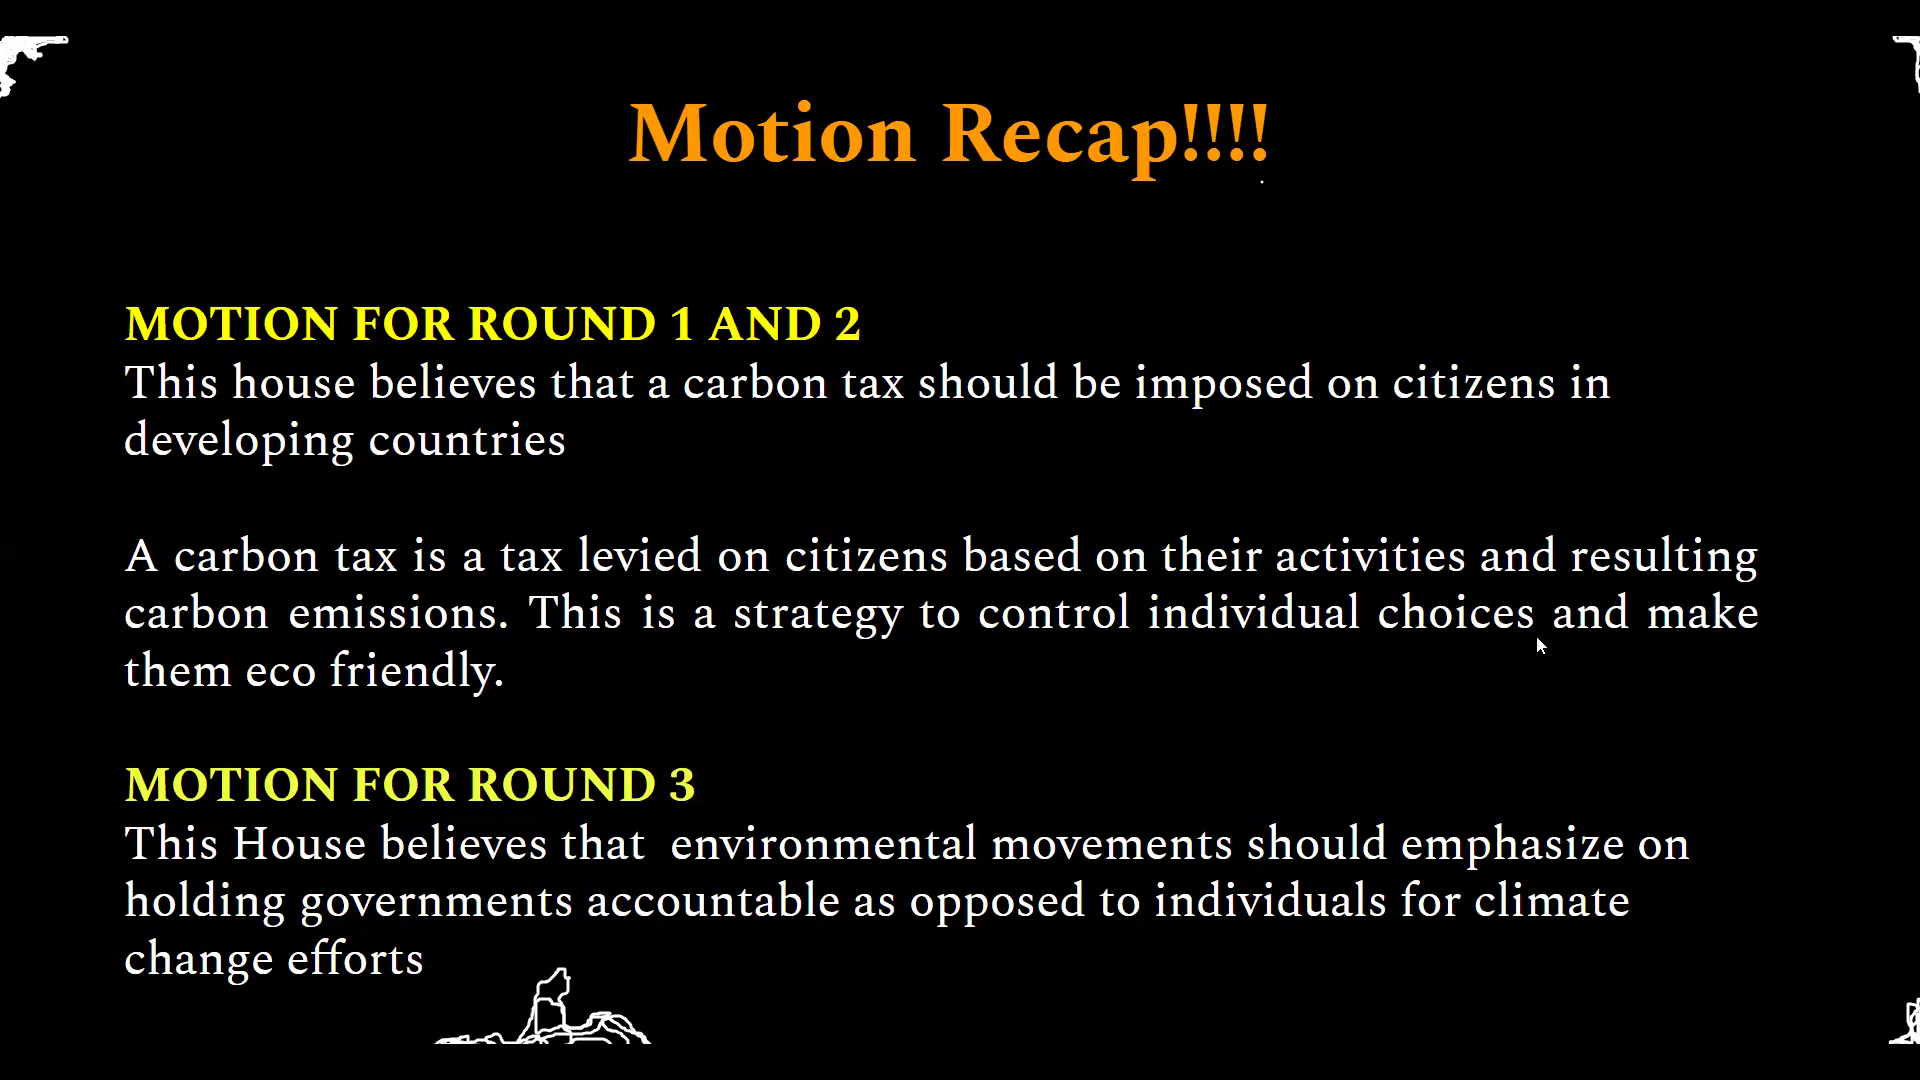 Motion Recap!!!!
MOTION FOR ROUND 1 AND 2
This house believes that a carbon tax should be imposed on citizens in
developing countries
A carbon tax is a tax levied on citizens based on their activities and resulting
carbon emissions. This is a strategy to control individual choices and make
them eco friendly.
MOTION FOR ROUND 3
This House believes that  environmental movements should emphasize on
holding governments accountable as opposed to individuals for climate
change efforts